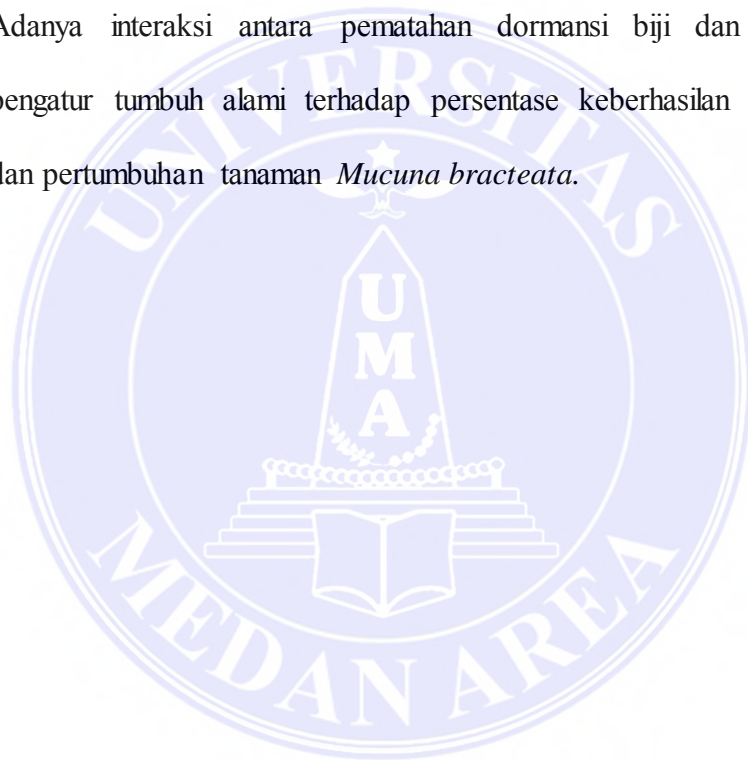 Adanya interaksi antara pematahan dormansi biji dan
pengatur tumbuh alami terhadap persentase keberhasilan
dan pertumbuhan tanaman Mucuna bracteata.
UNIVERSITAS
UMA
MEDAN AREA